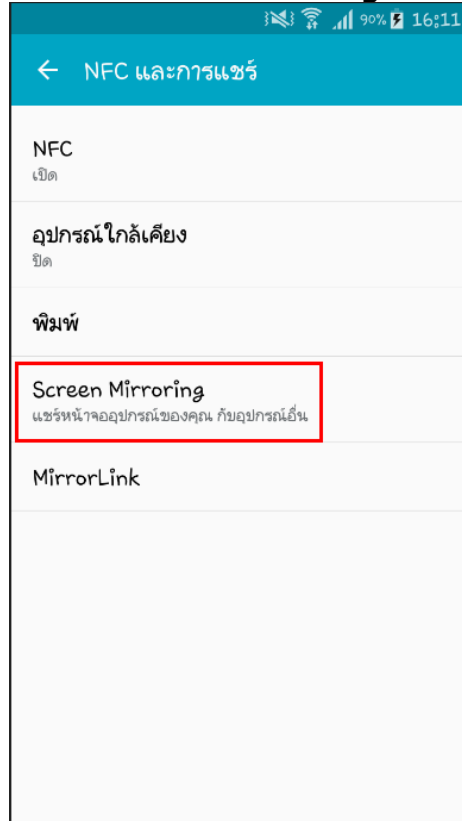 90% 16:11
NFC และการแชร์
NFC
เปิด
อุปกรณ์ใกล้เคียง
ปิด
พิมพ์
Screen Mirroring
แชร์หน้าจออุปกรณ์ของคุณ กับอุปกรณ์อื่น
MirrorLink